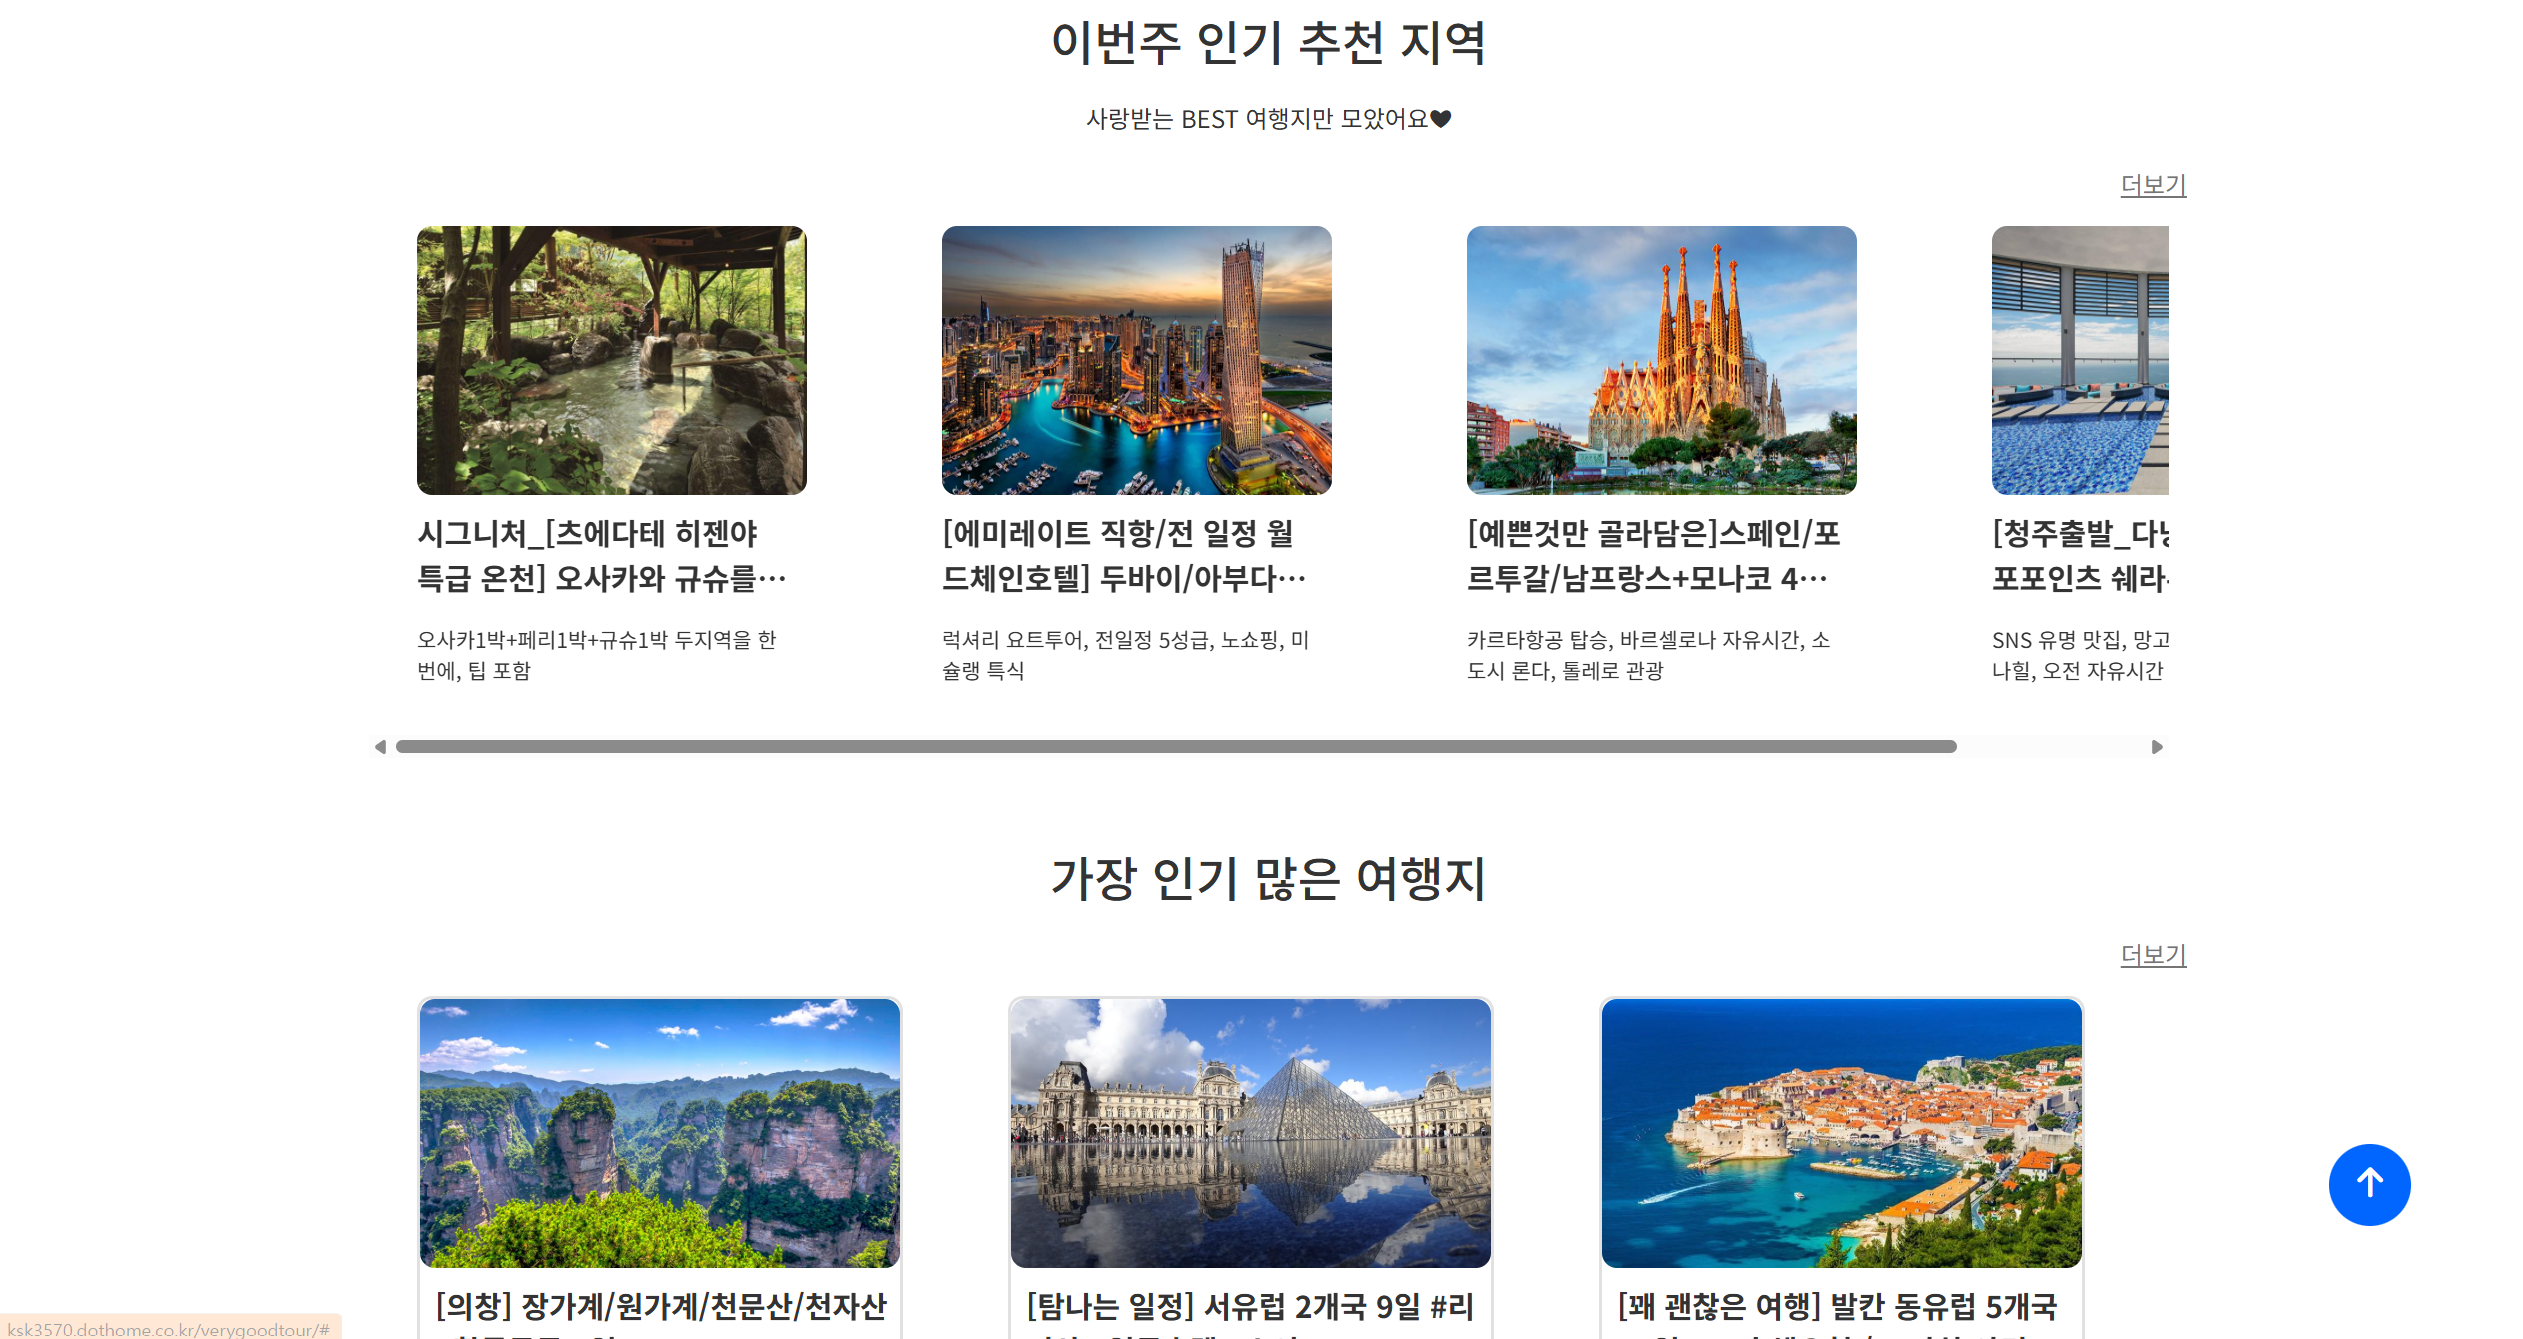 이번주 인기 추천 지역
사랑받는 BEST 여행지만 모았어요♥
더보기
시그니처_[츠에다테 히젠야
특급 온천] 오사카와 규슈를…
오사카1박+페리1박+규슈1박 두지역을 한
번에, 팁 포함
[에미레이트 직항/전 일정 월
드체인호텔] 두바이/아부다…
럭셔리 요트투어, 전일정 5성급, 노쇼핑, 미
슐랭 특식
[예쁜것만 골라담은]스페인/포
르투갈/남프랑스+모나코 4…
카르타항공 탑승, 바르셀로나 자유시간, 소
도시 론다, 톨레로 관광
[청주출발_다낭
포포인츠 쉐라
SNS 유명 맛집, 망고
나힐, 오전 자유시간
가장 인기 많은 여행지
더보기
[의창] 장가계/원가계/천문산/천자산
[탐나는 일정] 서유럽 2개국 9일 #리
[꽤 괜찮은 여행] 발칸 동유럽 5개국
ksk3570.dothome.co.kr/verygoodtour/#